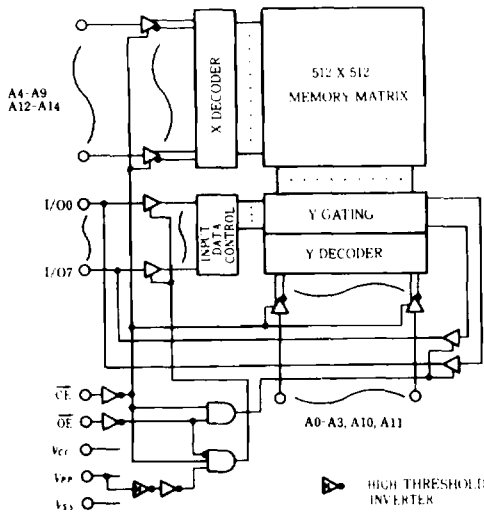 512 X 512
MEMORY MATRIX
X DECODER
A4-A9
A12-A14
I/O0
I/O7
INPUT DATA CONTROL
Y GATING
Y DECODER
CE
OE
VCC
VPP
VSS
H
A0-A3, A10, A11
H
HIGH THRESHOLD
INVERTER